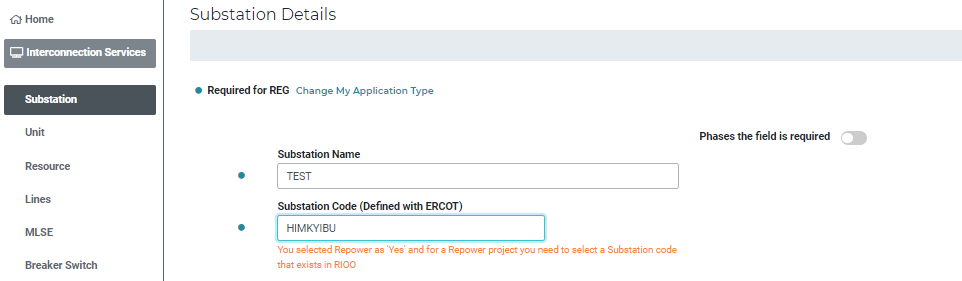 Substation Details
Home
Interconnection Services
Required for REG Change My Application Type
Substation
Unit
Phases the field is required
Substation Name
Resource
TEST
Lines
Substation Code (Defined with ERCOT)
MLSE
HIMKYIBU
You selected Repower as 'Yes' and for a Repower project you need to select a Substation code
that exists in RIOO
Breaker Switch